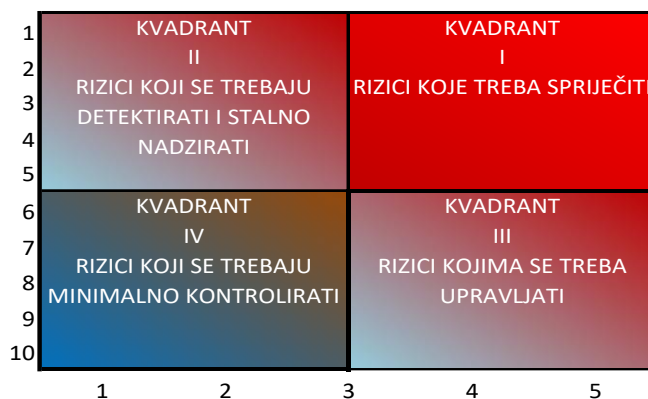 1
2
3
4
5
6
7
8
9
10
KVADRANT
II
RIZICI KOJI SE TREBAJU
DETEKTIRATI I STALNO
NADZIRATI
KVADRANT
I
RIZICI KOJE TREBA SPRIJEČITI
KVADRANT
IV
RIZICI KOJI SE TREBAJU
MINIMALNO KONTROLIRATI
KVADRANT
III
RIZICI KOJIMA SE TREBA
UPRAVLJATI
1 2 3 4 5